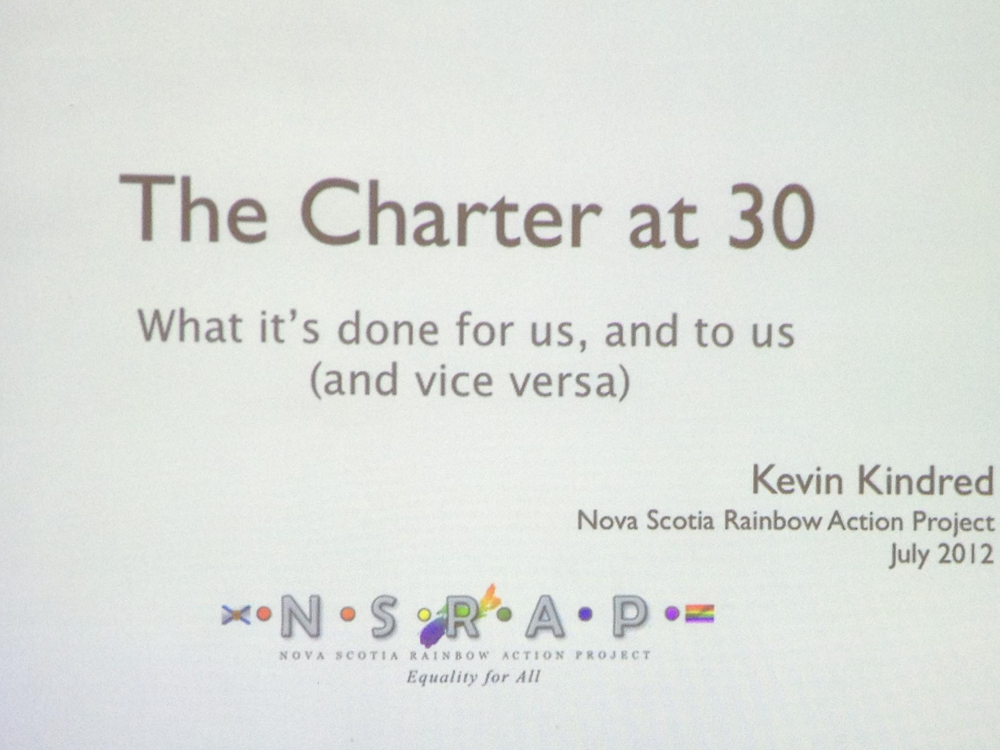 The Charter at 30
What it's done for us, and to us
(and vice versa)
Kevin Kindred
Nova Scotia Rainbow Action Project
July 2012
N • S • R • A • P
NOVA SCOTIA RAINBOW ACTION PROJECT
Equality for All